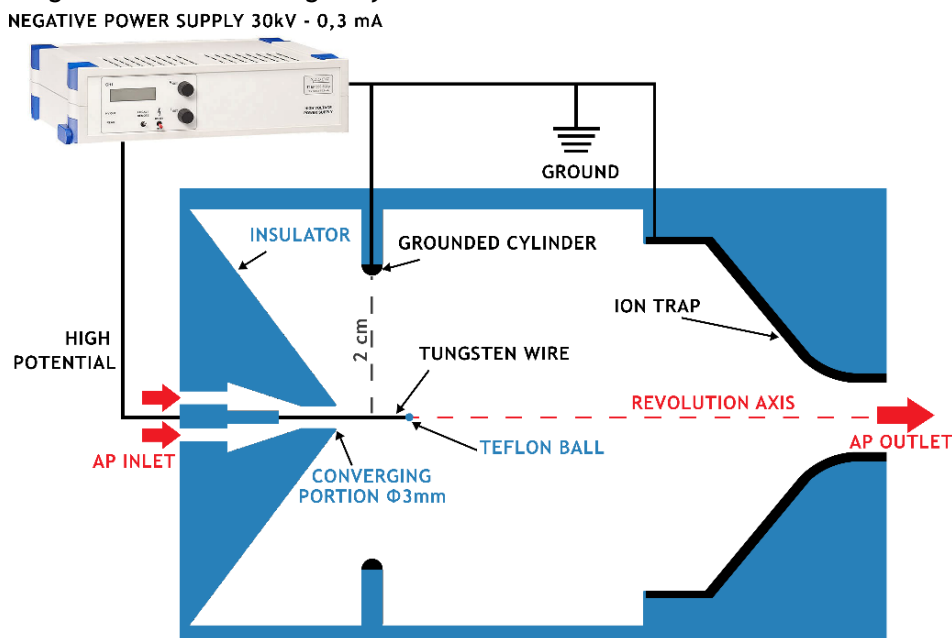 NEGATIVE POWER SUPPLY 30kV - 0,3 mA
GROUND
INSULATOR
GROUNDED CYLINDER
ION TRAP
2 cm
HIGH
POTENTIAL
TUNGSTEN WIRE
REVOLUTION AXIS
AP INLET
TEFLON BALL
AP OUTLET
CONVERGING
PORTION Φ3mm